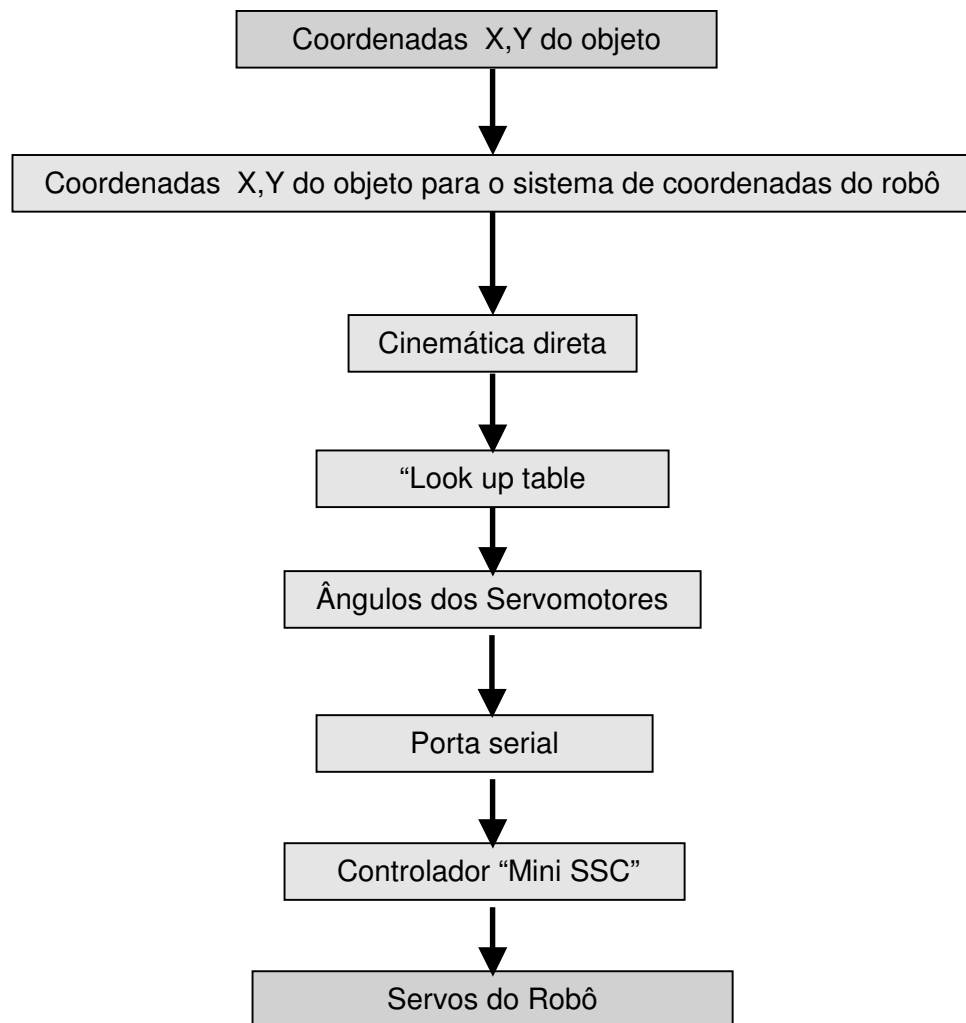 Coordenadas X,Y do objeto
Coordenadas X,Y do objeto para o sistema de coordenadas do robô
Cinemática direta
“Look up table
Ângulos dos Servomotores
Porta serial
Controlador “Mini SSC”
Servos do Robô